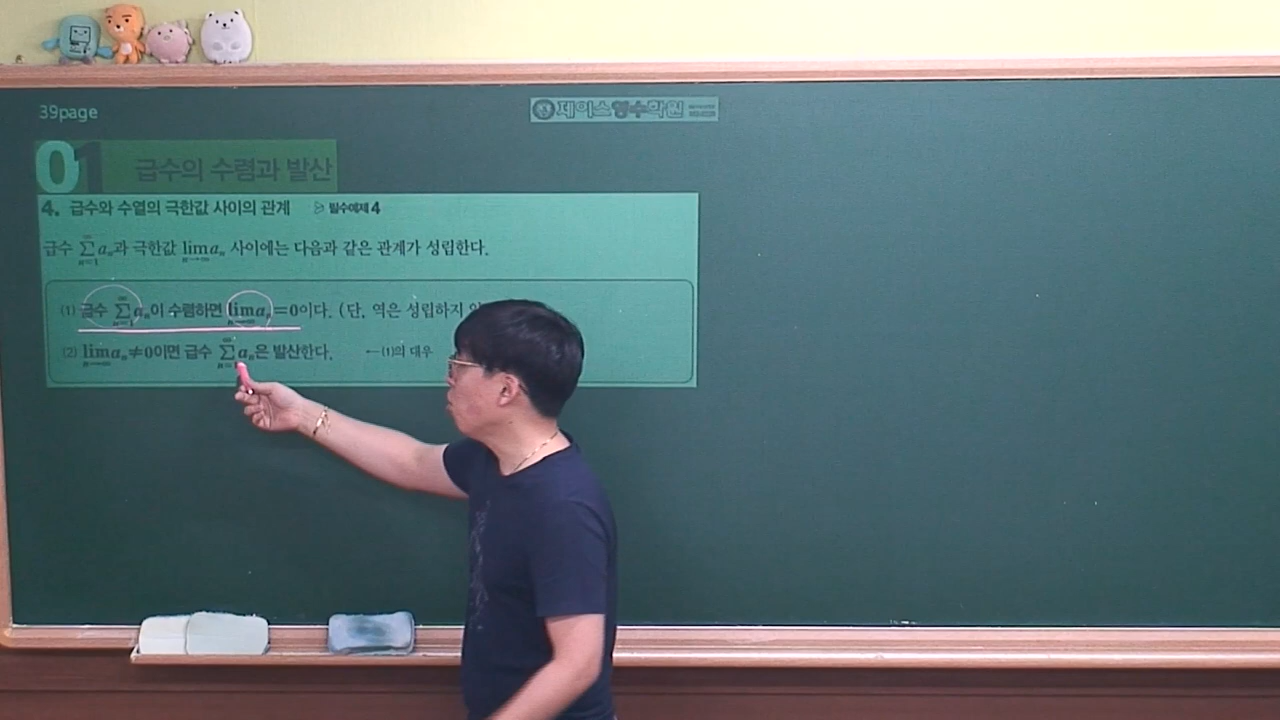 39page
제이스영수학원
01 급수의 수렴과 발산
4. 급수와 수열의 극한값 사이의 관계 필수예제 4
급수 ∑_{n=1}^{∞} a_n과 극한값 lim_{n→∞} a_n 사이에는 다음과 같은 관계가 성립한다.
(1) 급수 ∑_{n=1}^{∞} a_n이 수렴하면 lim_{n→∞} a_n=0이다. (단, 역은 성립하지
(2) lim_{n→∞} a_n≠0이면 급수 ∑_{n=1}^{∞} a_n은 발산한다. ←(1)의 대우